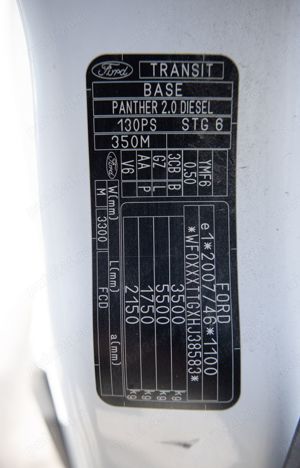 Ford TRANSIT
BASE
PANTHER 2.0 DIESEL
130PS STG 6
350M
YMF6 0.50
3CB B
GZ L
AA P
V6
Ford
W(mm) L(mm) a(mm)
M 3300 FCD
FORD
e1*2007/46*1100
*WF0XXXTTGXHJ38583*
3500 kg
5500 kg
1750 kg
2150 kg